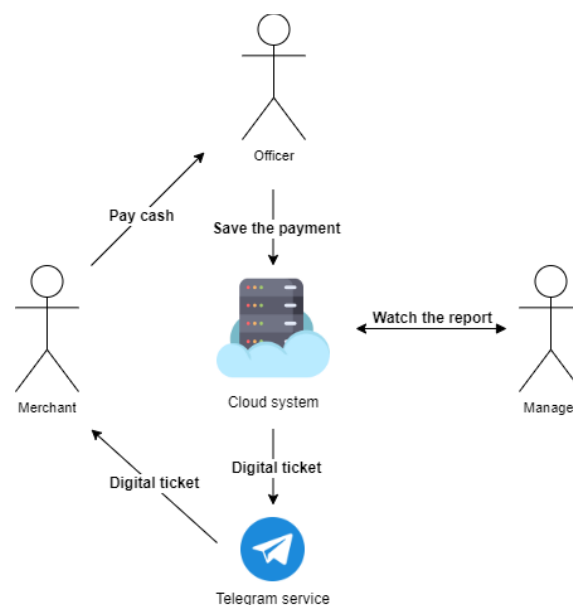 Officer
Pay cash
Save the payment
Watch the report
Merchant
Cloud system
Manage
Digital ticket
Digital ticket
Telegram service